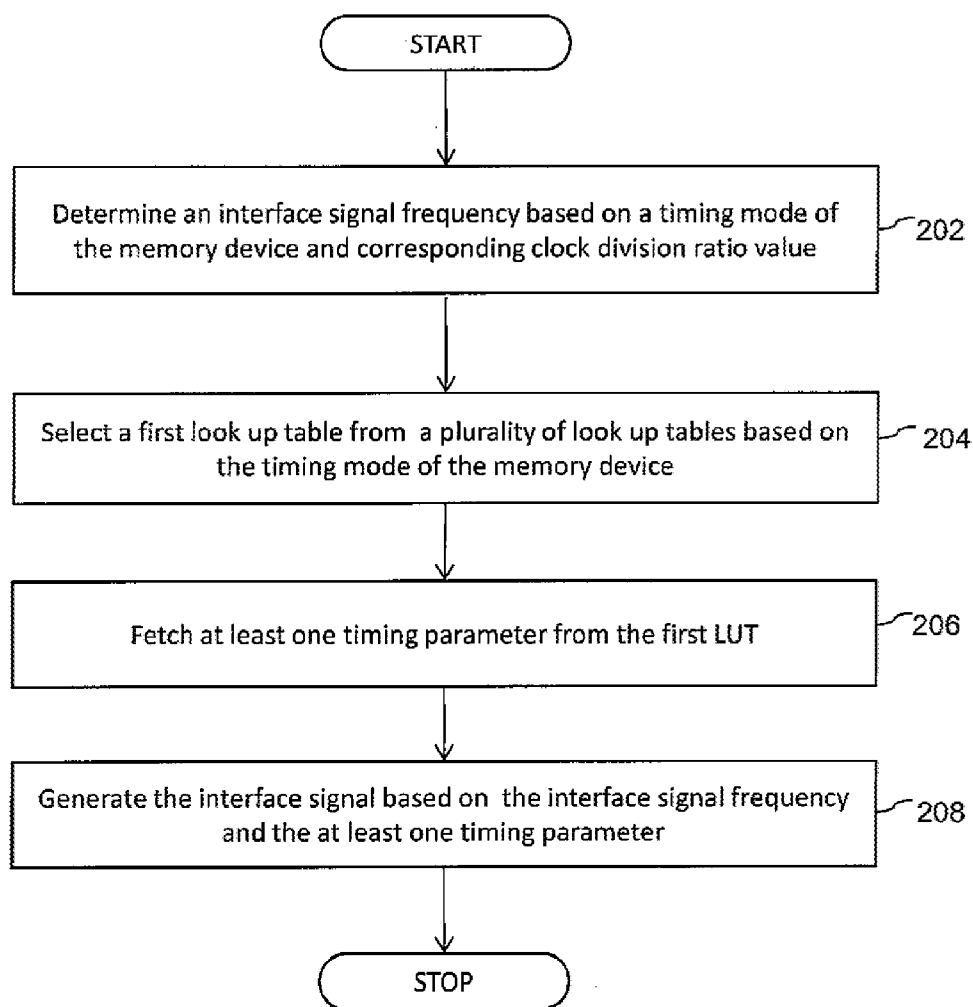 START
Determine an interface signal frequency based on a timing mode of
the memory device and corresponding clock division ratio value
202
Select a first look up table from a plurality of look up tables based on
the timing mode of the memory device
204
Fetch at least one timing parameter from the first LUT
206
Generate the interface signal based on the interface signal frequency
and the at least one timing parameter
208
STOP